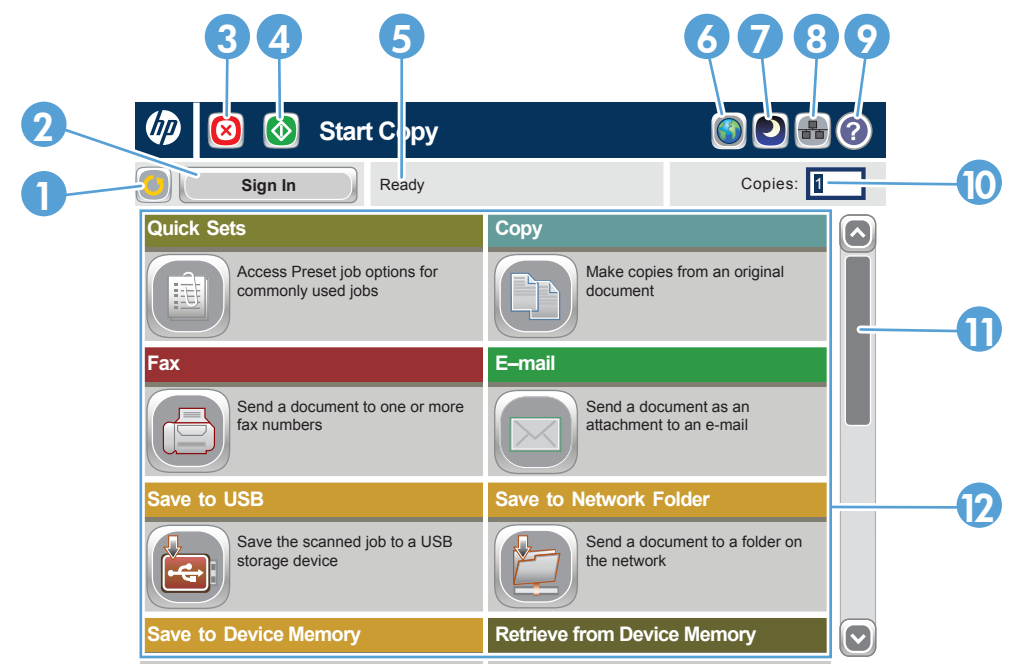 3 4 5 6 7 8 9
2
hp Start Copy ?
1 Sign In Ready Copies: 1 10
Quick Sets Copy
Access Preset job options for
commonly used jobs
Make copies from an original
document
11
Fax E–mail
Send a document to one or more
fax numbers
Send a document as an
attachment to an e-mail
Save to USB Save to Network Folder
12
Save the scanned job to a USB
storage device
Send a document to a folder on
the network
Save to Device Memory Retrieve from Device Memory